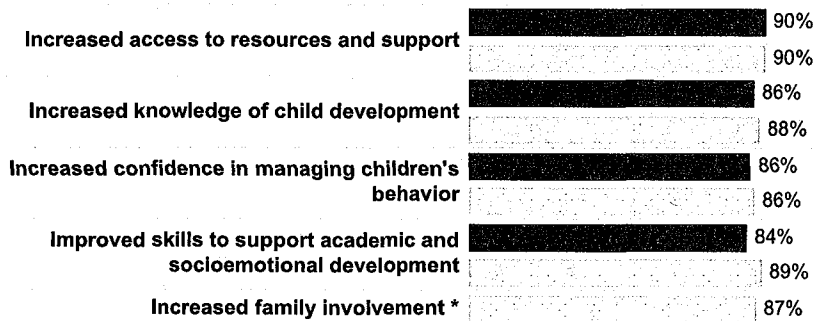 Increased access to resources and support
90%
90%
Increased knowledge of child development
86%
88%
Increased confidence in managing children's
behavior
86%
86%
Improved skills to support academic and
socioemotional development
84%
89%
Increased family involvement *
87%